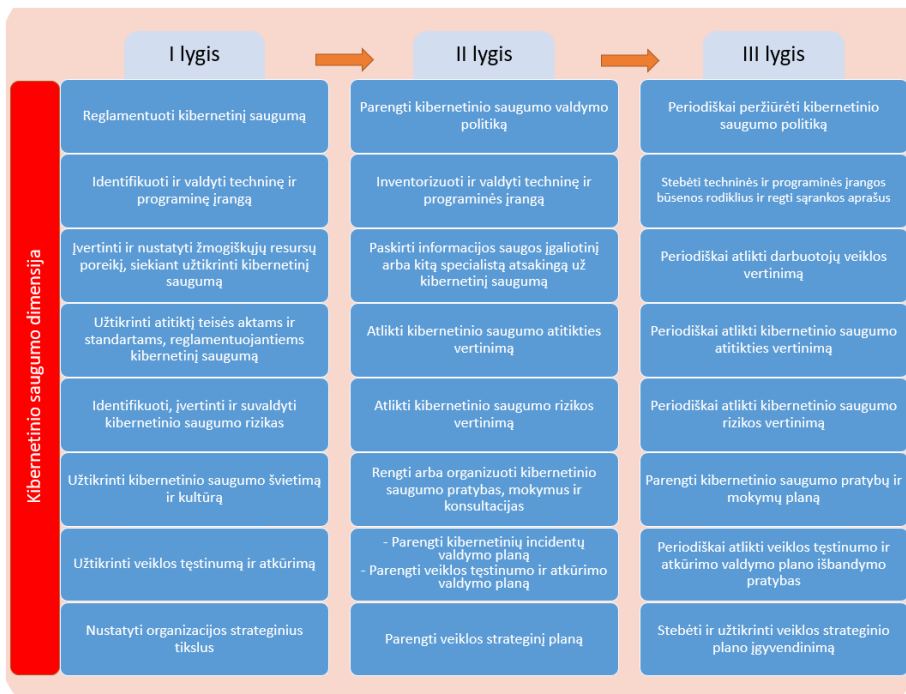 I lygis
II lygis
III lygis
Kibernetinio saugumo dimensija
Reglamentuoti kibernetinį saugumą
Parengti kibernetinio saugumo valdymo
politiką
Periodiškai peržiūrėti kibernetinio
saugumo politiką
Identifikuoti ir valdyti techninę ir
programinę įrangą
Inventorizuoti ir valdyti techninę ir
programinės įrangą
Stebėti techninės ir programinės įrangos
būsenos rodiklius ir regti sąrankos aprašus
Įvertinti ir nustatyti žmogiškųjų resursų
poreikį, siekiant užtikrinti kibernetinį
saugumą
Paskirti informacijos saugos įgaliotinį
arba kitą specialistą atsakingą už
kibernetinį saugumą
Periodiškai atlikti darbuotojų veiklos
vertinimą
Užtikrinti atitiktį teisės aktams ir
standartams, reglamentuojantiems
kibernetinį saugumą
Atlikti kibernetinio saugumo atitikties
vertinimą
Periodiškai atlikti kibernetinio saugumo
atitikties vertinimą
Identifikuoti, įvertinti ir suvaldyti
kibernetinio saugumo rizikas
Atlikti kibernetinio saugumo rizikos
vertinimą
Periodiškai atlikti kibernetinio saugumo
rizikos vertinimą
Užtikrinti kibernetinio saugumo švietimą
ir kultūrą
Rengti arba organizuoti kibernetinio
saugumo pratybas, mokymus ir
konsultacijas
Parengti kibernetinio saugumo pratybų ir
mokymų planą
Užtikrinti veiklos tęstinumą ir atkūrimą
- Parengti kibernetinių incidentų
valdymo planą
- Parengti veiklos tęstinumo ir atkūrimo
valdymo planą
Periodiškai atlikti veiklos tęstinumo ir
atkūrimo valdymo plano išbandymo
pratybas
Nustatyti organizacijos strateginius
tikslus
Parengti veiklos strateginį planą
Stebėti ir užtikrinti veiklos strateginio
plano įgyvendinimą